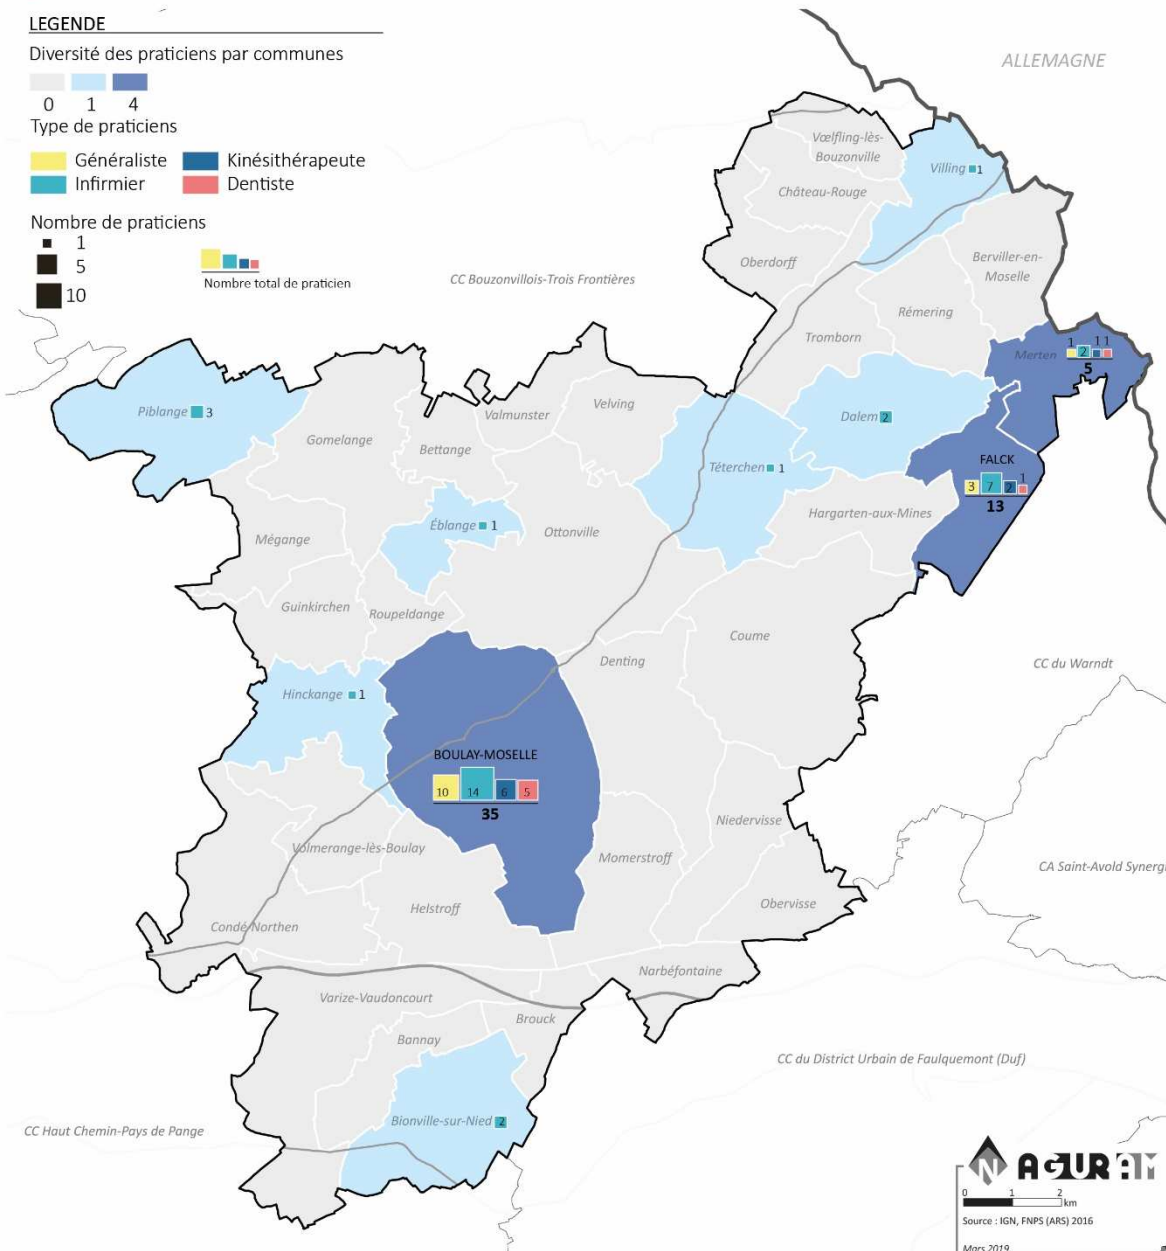 LEGENDE
Diversité des praticiens par communes
0 1 4
Type de praticiens
Généraliste Kinésithérapeute
Infirmier Dentiste
Nombre de praticiens
1
5
10
Nombre total de praticien
ALLEMAGNE
CC Bouzonvillois-Trois Frontières
Vœlfling-lès-
Bouzonville
Villing 1
Château-Rouge
Oberdorff
Berviller-en-
Moselle
Rémering
Tromborn
Merten
1 2 1 1
5
Piblange 3
Gomelange
Bettange
Valmunster
Velving
Dalem 2
Téterchen 1
FALCK
3 7 2 1
13
Hargarten-aux-Mines
Éblange 1
Ottonville
Mégange
Guinkirchen
Roupeldange
Coume
Denting
CC du Warndt
Hinckange 1
BOULAY-MOSELLE
10 14 6 5
35
Niedervisse
Volmerange-lès-Boulay
Momerstroff
CA Saint-Avold Synergi
Helstroff
Obervisse
Condé-Northen
Narbéfontaine
Varize-Vaudoncourt
Brouck
Bannay
CC du District Urbain de Faulquemont (Duf)
Bionville-sur-Nied 2
CC Haut Chemin-Pays de Pange
N AGURAM
0 1 2
km
Source : IGN, FNPS (ARS) 2016
Mars 2019